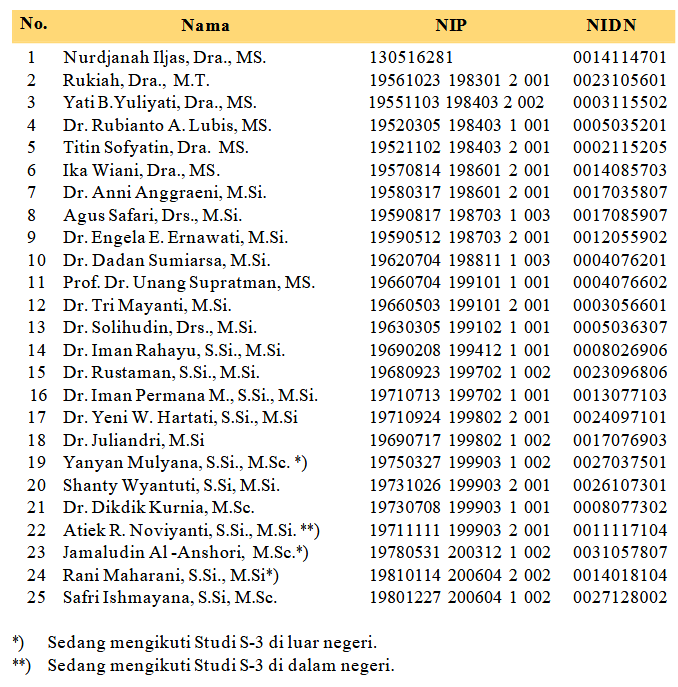 No. Nama NIP NIDN
1 Nurdjanah Iljas, Dra., MS. 130516281 0014114701
2 Rukiah, Dra., M.T. 19561023 198301 2 001 0023105601
3 Yati B.Yuliyati, Dra., MS. 19551103 198403 2 002 0003115502
4 Dr. Rubianto A. Lubis, MS. 19520305 198403 1 001 0005035201
5 Titin Sofyatin, Dra. MS. 19521102 198403 2 001 0002115205
6 Ika Wiani, Dra., MS. 19570814 198601 2 001 0014085703
7 Dr. Anni Anggraeni, M.Si. 19580317 198601 2 001 0017035807
8 Agus Safari, Drs., M.Si. 19590817 198703 1 003 0017085907
9 Dr. Engela E. Ernawati, M.Si. 19590512 198703 2 001 0012055902
10 Dr. Dadan Sumiarsa, M.Si. 19620704 198811 1 003 0004076201
11 Prof. Dr. Unang Supratman, MS. 19660704 199101 1 001 0004076602
12 Dr. Tri Mayanti, M.Si. 19660503 199101 2 001 0003056601
13 Dr. Solihudin, Drs., M.Si. 19630305 199102 1 001 0005036307
14 Dr. Iman Rahayu, S.Si., M.Si. 19690208 199412 1 001 0008026906
15 Dr. Rustaman, S.Si., M.Si. 19680923 199702 1 002 0023096806
16 Dr. Iman Permana M., S.Si., M.Si. 19710713 199702 1 001 0013077103
17 Dr. Yeni W. Hartati, S.Si., M.Si 19710924 199802 2 001 0024097101
18 Dr. Juliandri, M.Si 19690717 199802 1 002 0017076903
19 Yanyan Mulyana, S.Si., M.Sc. *) 19750327 199903 1 002 0027037501
20 Shanty Wyantuti, S.Si, M.Si. 19731026 199903 2 001 0026107301
21 Dr. Dikdik Kurnia, M.Sc. 19730708 199903 1 001 0008077302
22 Atiek R. Noviyanti, S.Si., M.Si. **) 19711111 199903 2 001 0011117104
23 Jamaludin Al -Anshori, M.Sc.*) 19780531 200312 1 002 0031057807
24 Rani Maharani, S.Si., M.Si*) 19810114 200604 2 002 0014018104
25 Safri Ishmayana, S.Si, M.Sc. 19801227 200604 1 002 0027128002
*) Sedang mengikuti Studi S-3 di luar negeri.
**) Sedang mengikuti Studi S-3 di dalam negeri.